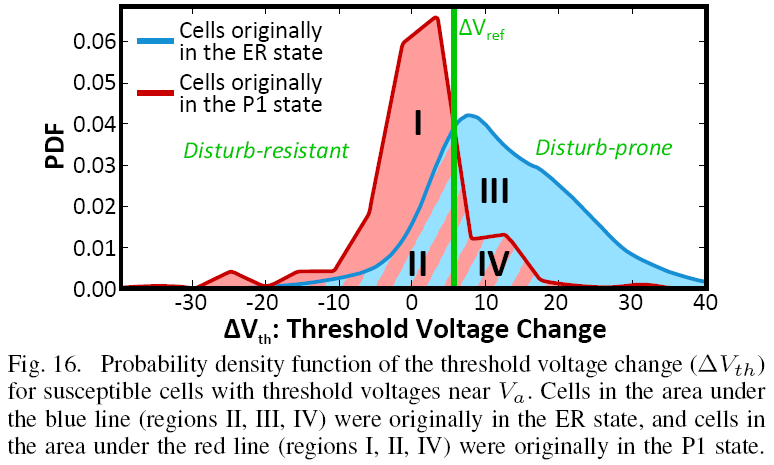 Cells originally
in the ER state
Cells originally
in the P1 state
ΔVref
Disturb-resistant
Disturb-prone
I
II
III
IV
PDF
0.06
0.05
0.04
0.03
0.02
0.01
0.00
-30 -20 -10 0 10 20 30 40
ΔVth: Threshold Voltage Change
Fig. 16. Probability density function of the threshold voltage change (ΔVth)
for susceptible cells with threshold voltages near Va. Cells in the area under
the blue line (regions II, III, IV) were originally in the ER state, and cells in
the area under the red line (regions I, II, IV) were originally in the P1 state.